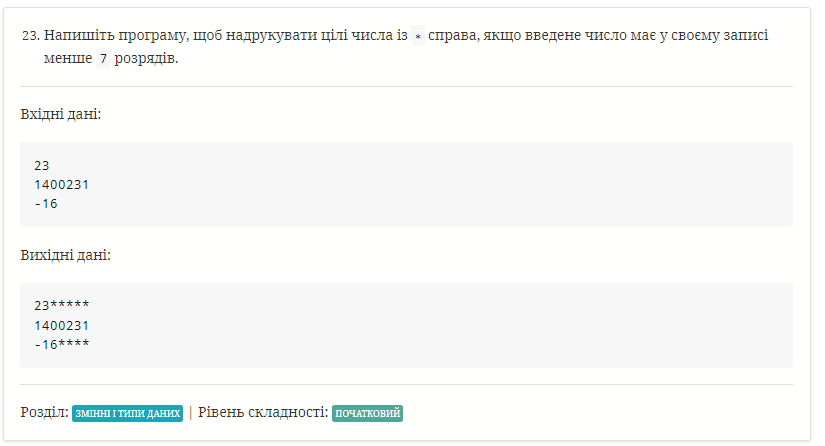 23. Напишіть програму, щоб надрукувати цілі числа із * справа, якщо введене число має у своєму записі
менше 7 розрядів.
Вхідні дані:
23
1400231
-16
Вихідні дані:
23*****
1400231
-16****
Розділ: ЗМІННІ І ТИПИ ДАНИХ | Рівень складності: ПОЧАТКОВИЙ